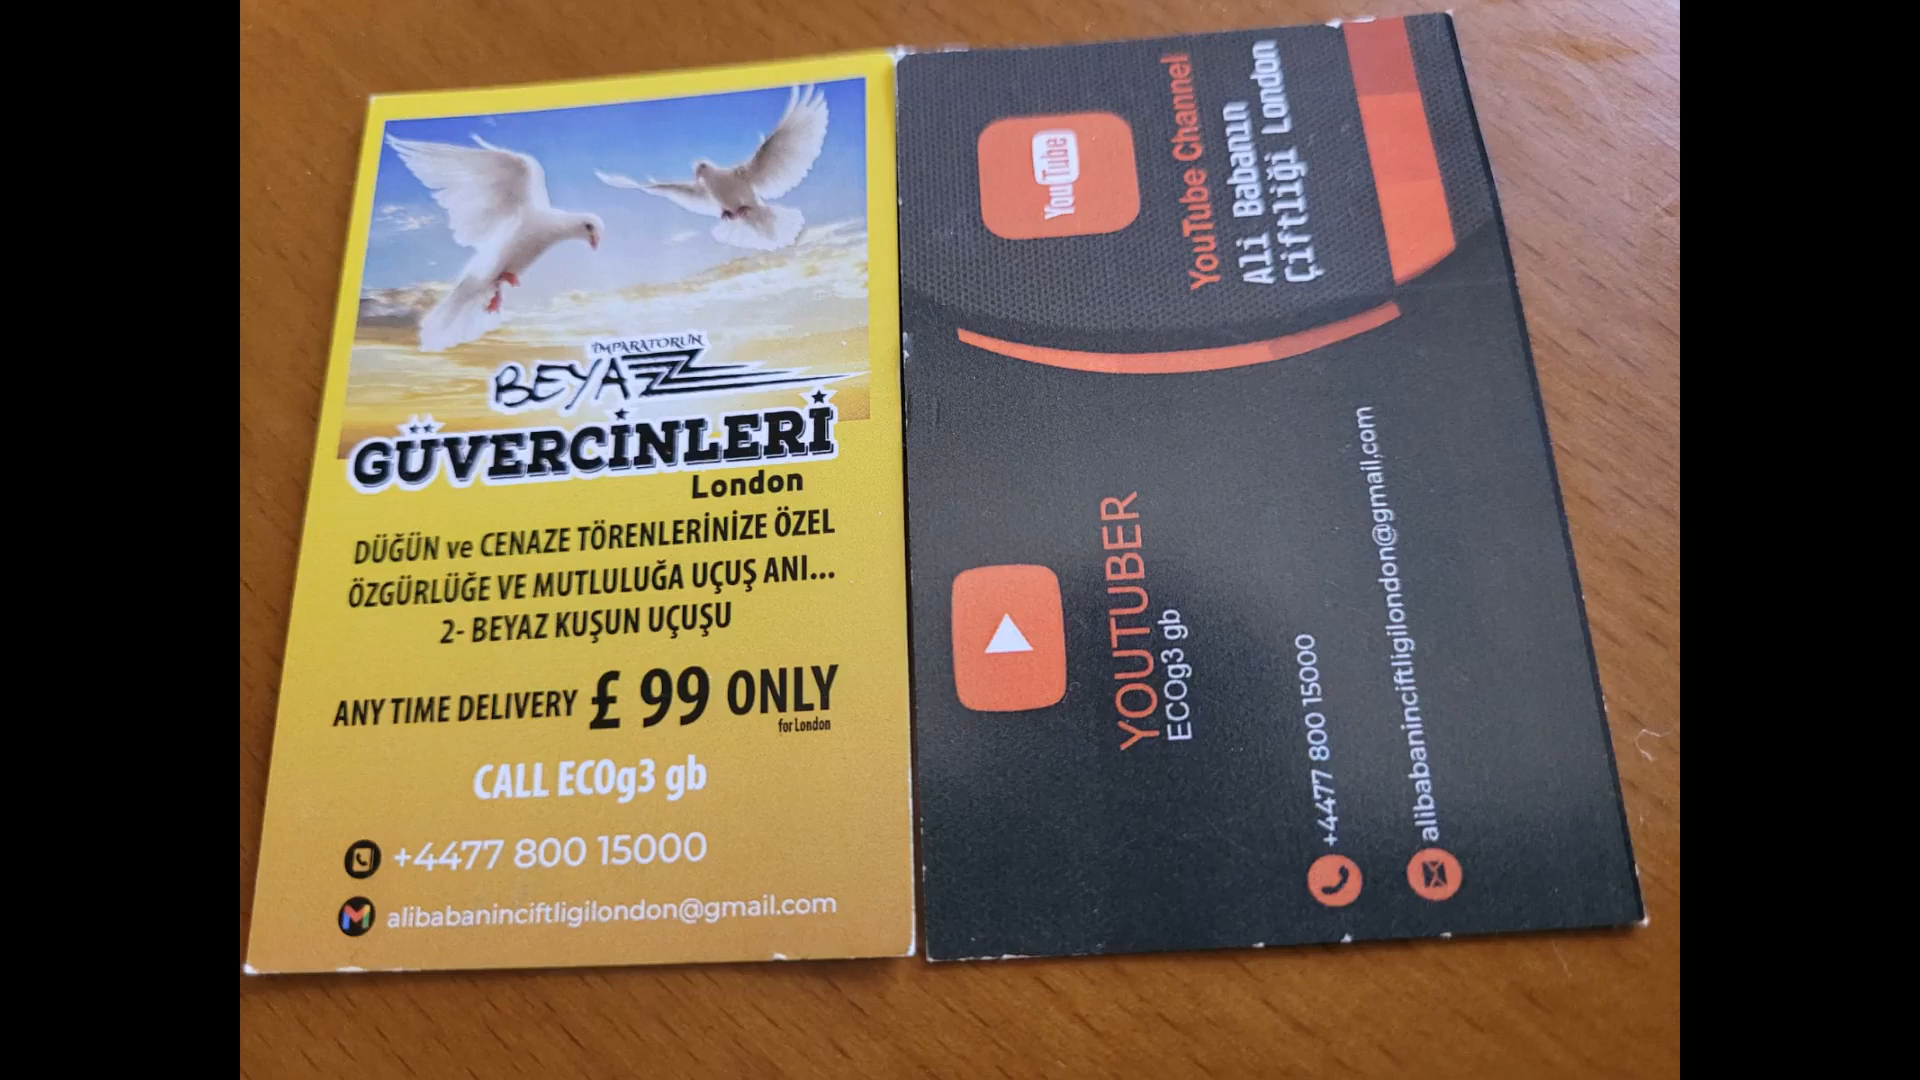 İMPARATORUN
BEYAZ
GÜVERCİNLERİ
London
DÜĞÜN ve CENAZE TÖRENLERİNİZE ÖZEL
ÖZGÜRLÜĞE VE MUTLULUĞA UÇUŞ ANI...
2- BEYAZ KUŞUN UÇUŞU
ANY TIME DELIVERY £ 99 ONLY
for London
CALL ECOg3 gb
+4477 800 15000
alibabaninciftligilondon@gmail.com
YouTube
YouTube Channel
Ali Babanın
Çiftliği London
YOUTUBER
ECOg3 gb
+4477 800 15000
alibabaninciftligilondon@gmail.com